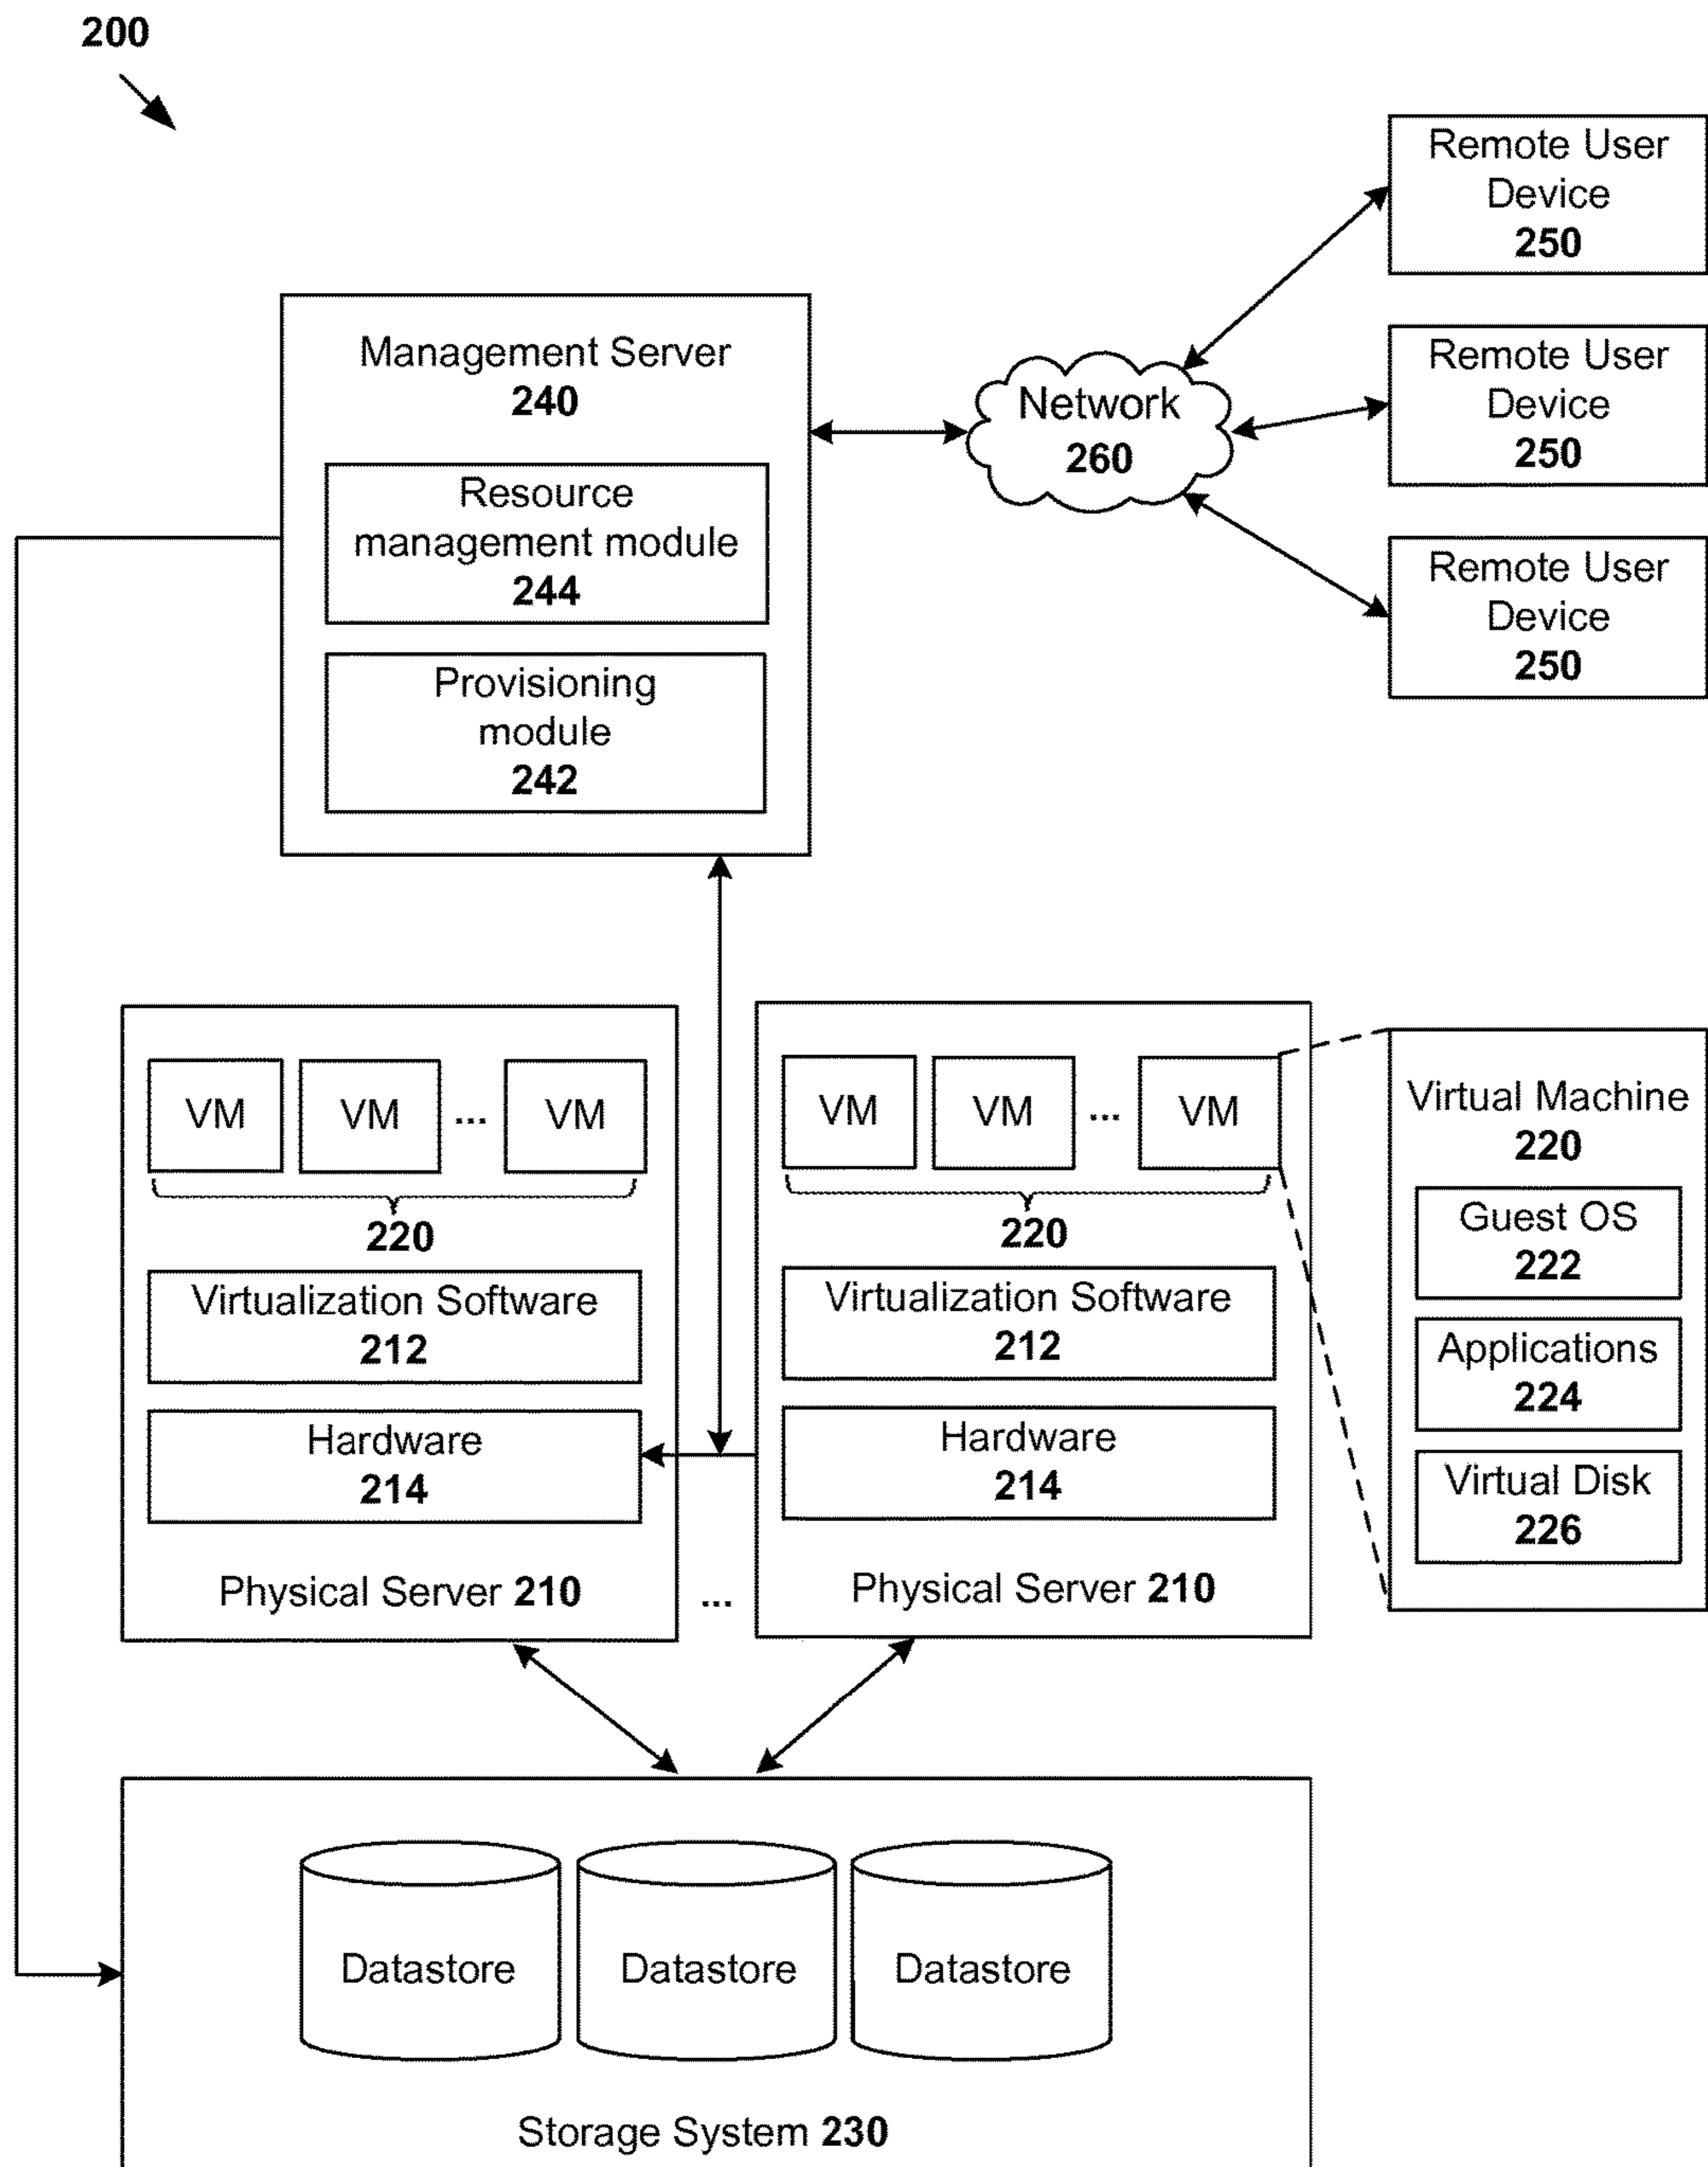 200
Remote User
Device
250
Remote User
Device
250
Remote User
Device
250
Management Server
240
Resource
management module
244
Provisioning
module
242
Network
260
VM VM ... VM
220
Virtualization Software
212
Hardware
214
Physical Server 210
...
VM VM ... VM
220
Virtualization Software
212
Hardware
214
Physical Server 210
Virtual Machine
220
Guest OS
222
Applications
224
Virtual Disk
226
Datastore Datastore Datastore
Storage System 230